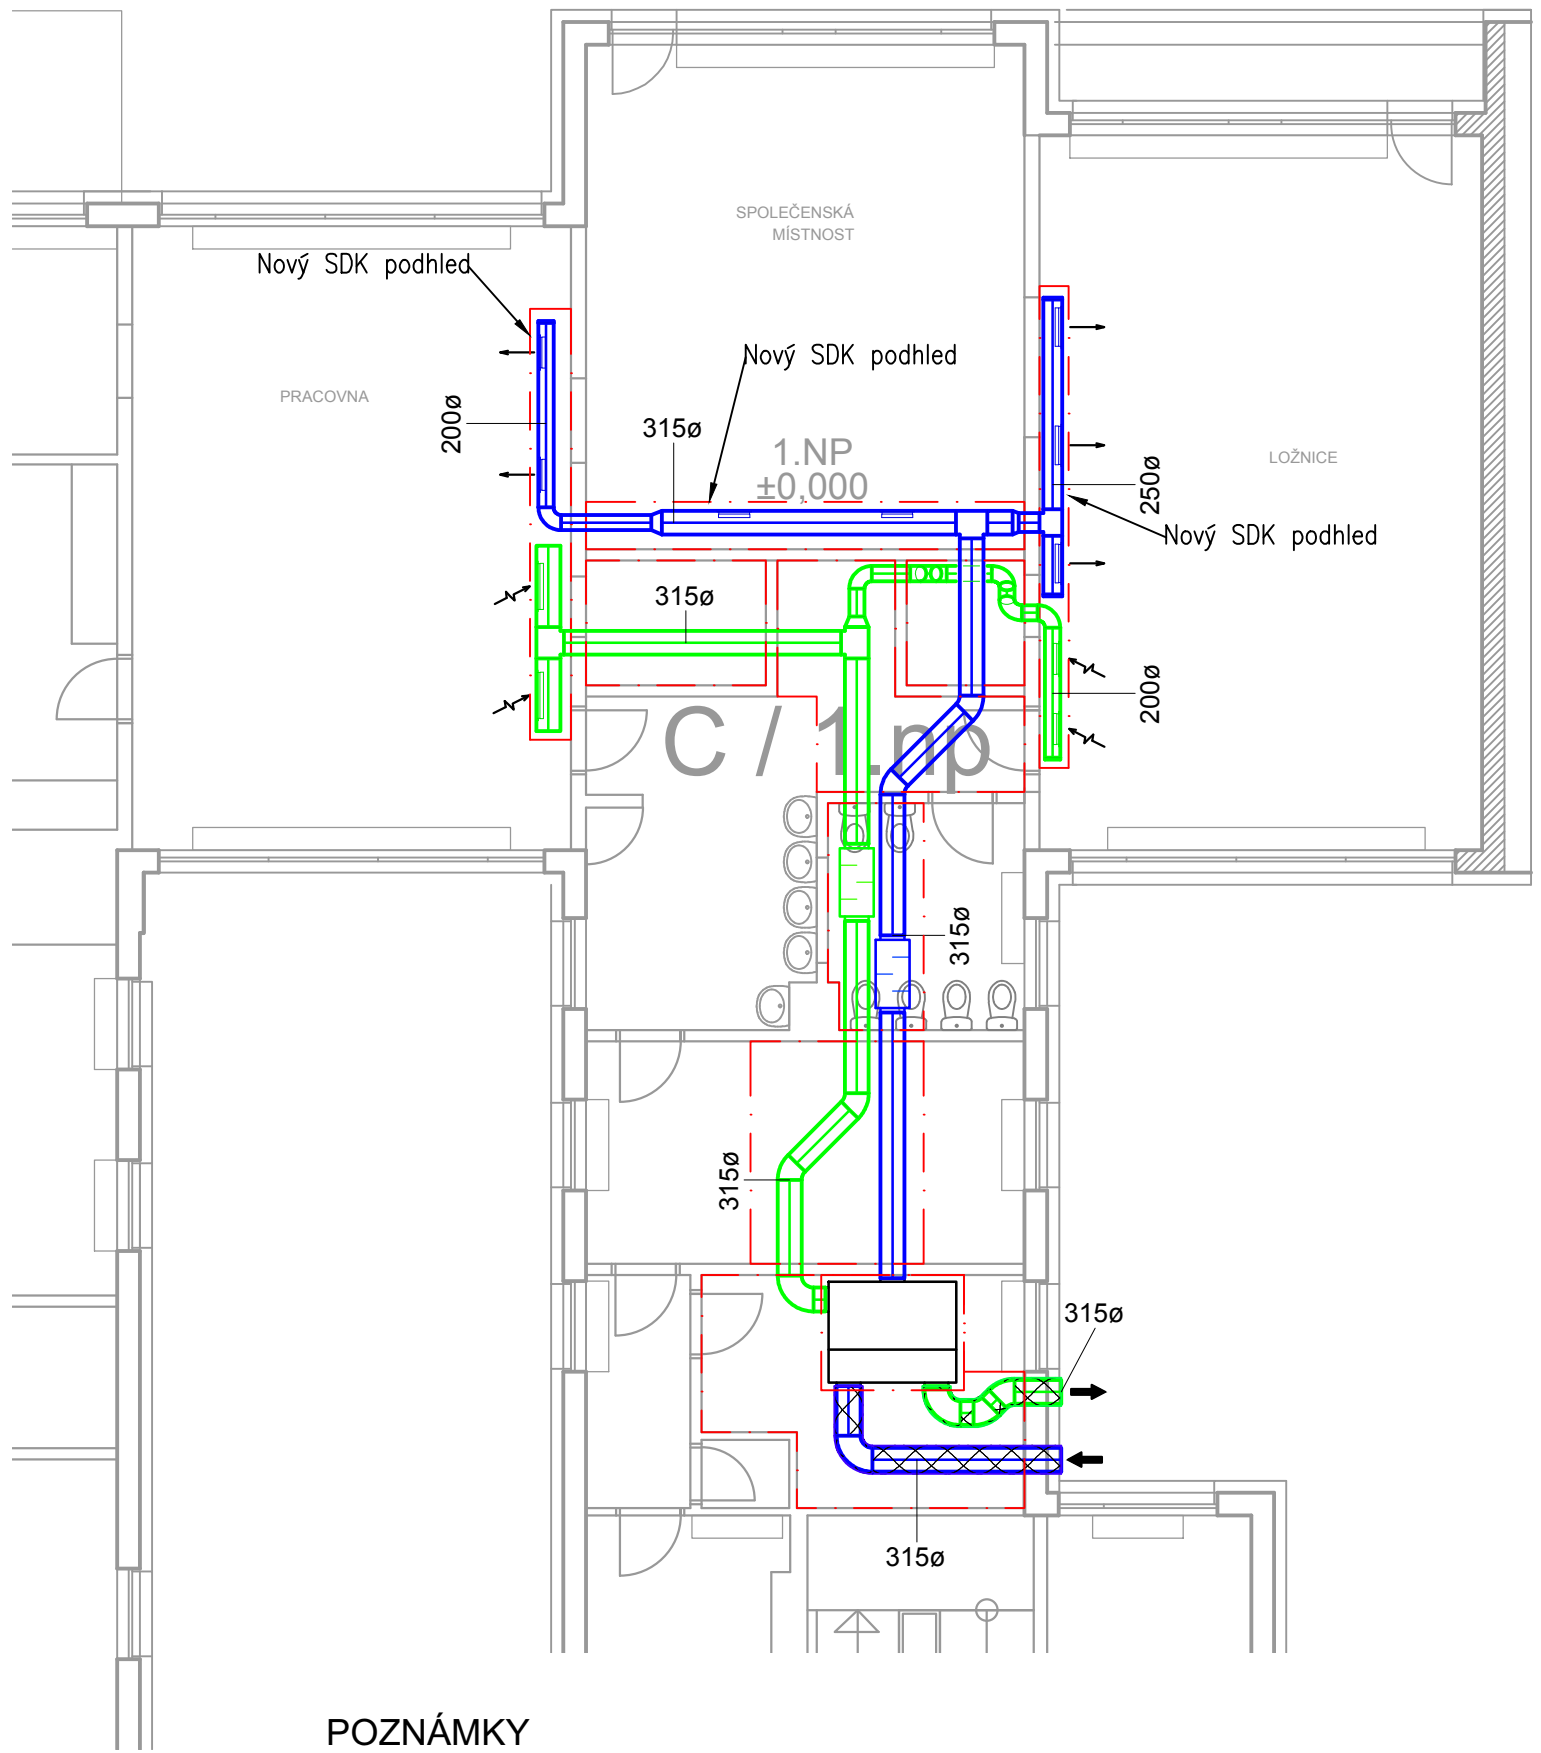 SPOLEČENSKÁ
MÍSTNOST
Nový SDK podhled
Nový SDK podhled
PRACOVNA
200ø
315ø
1.NP
±0,000
LOŽNICE
250ø
Nový SDK podhled
315ø
200ø
C / 1.np
315ø
315ø
315ø
315ø
POZNÁMKY